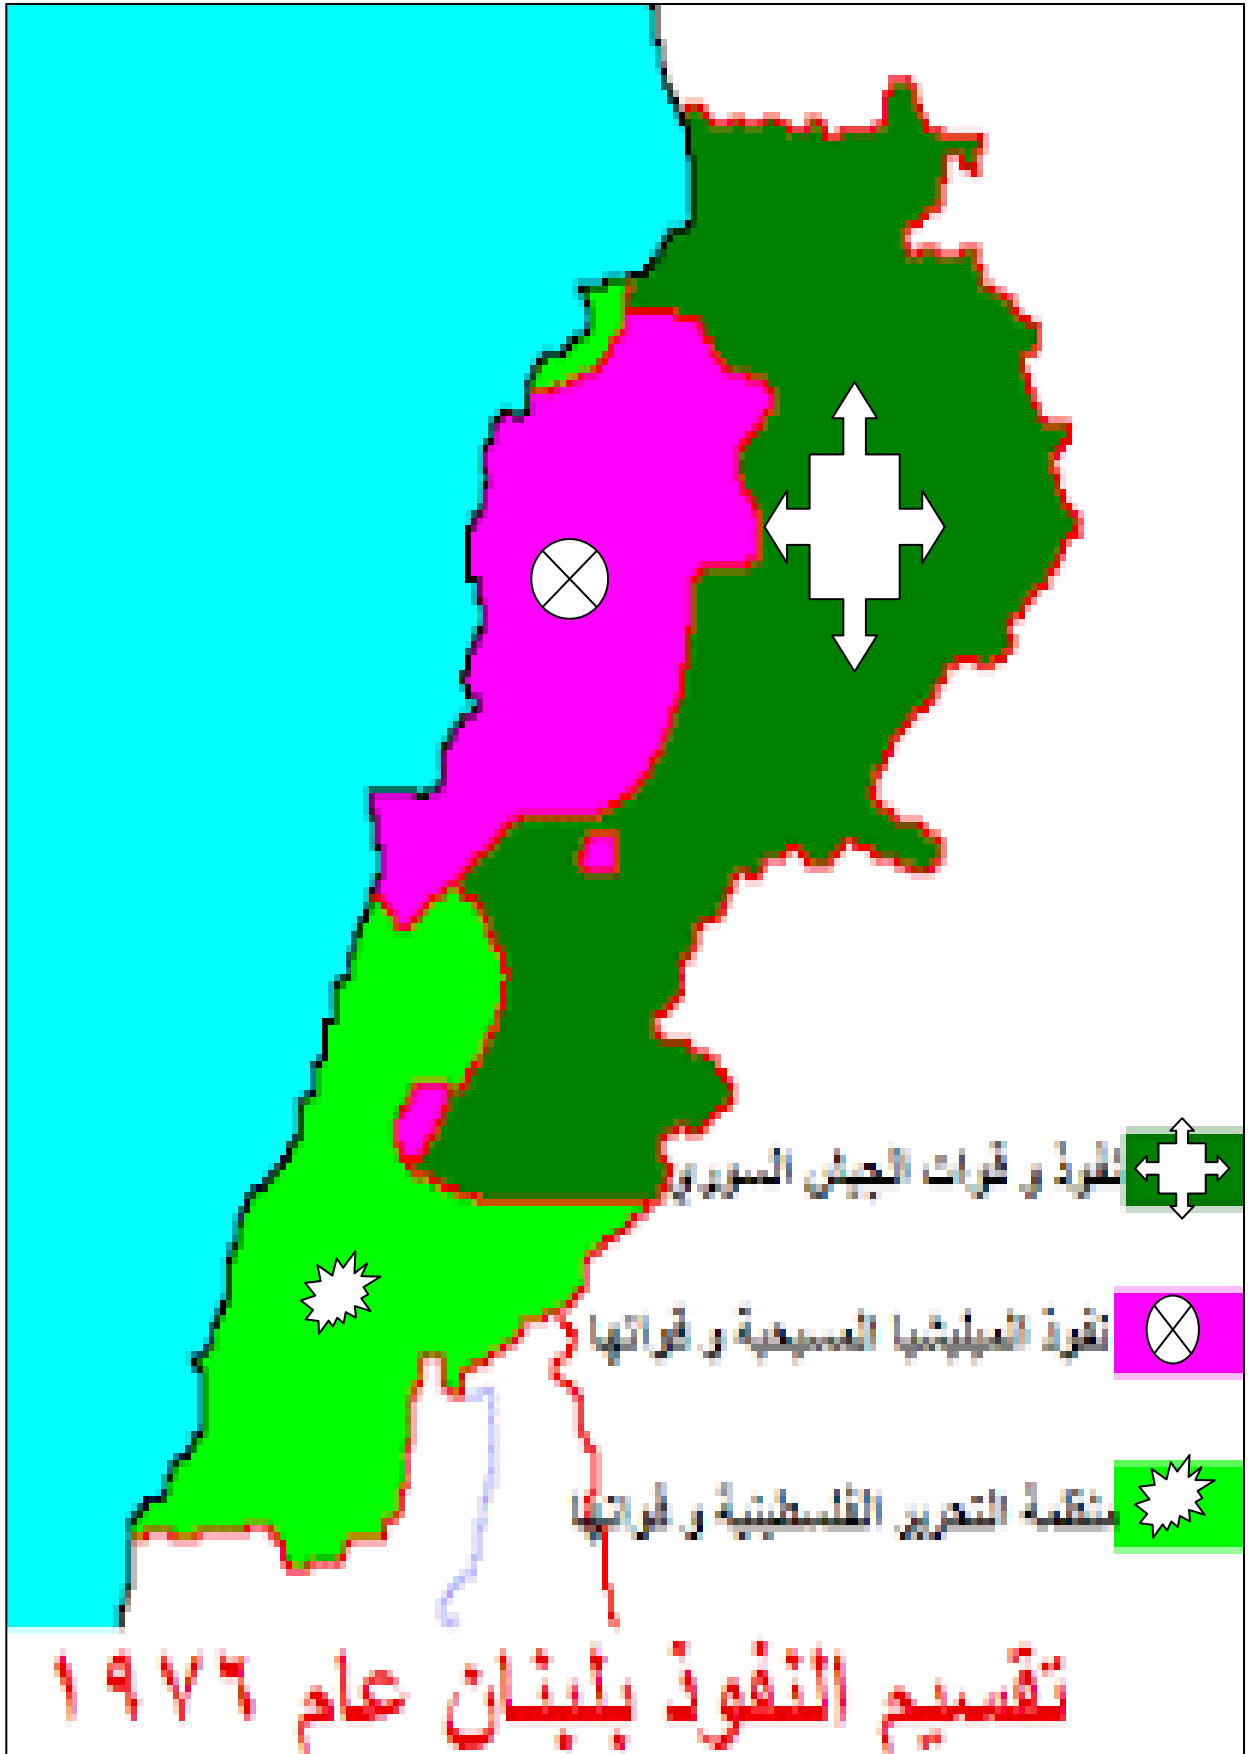 نفوذ و قوات الجيش السوري
نفوذ الميليشيا المسيحية و قواتها
منظمة التحرير الفلسطينية و قواتها
تقسيم النفوذ بلبنان عام ١٩٧٦